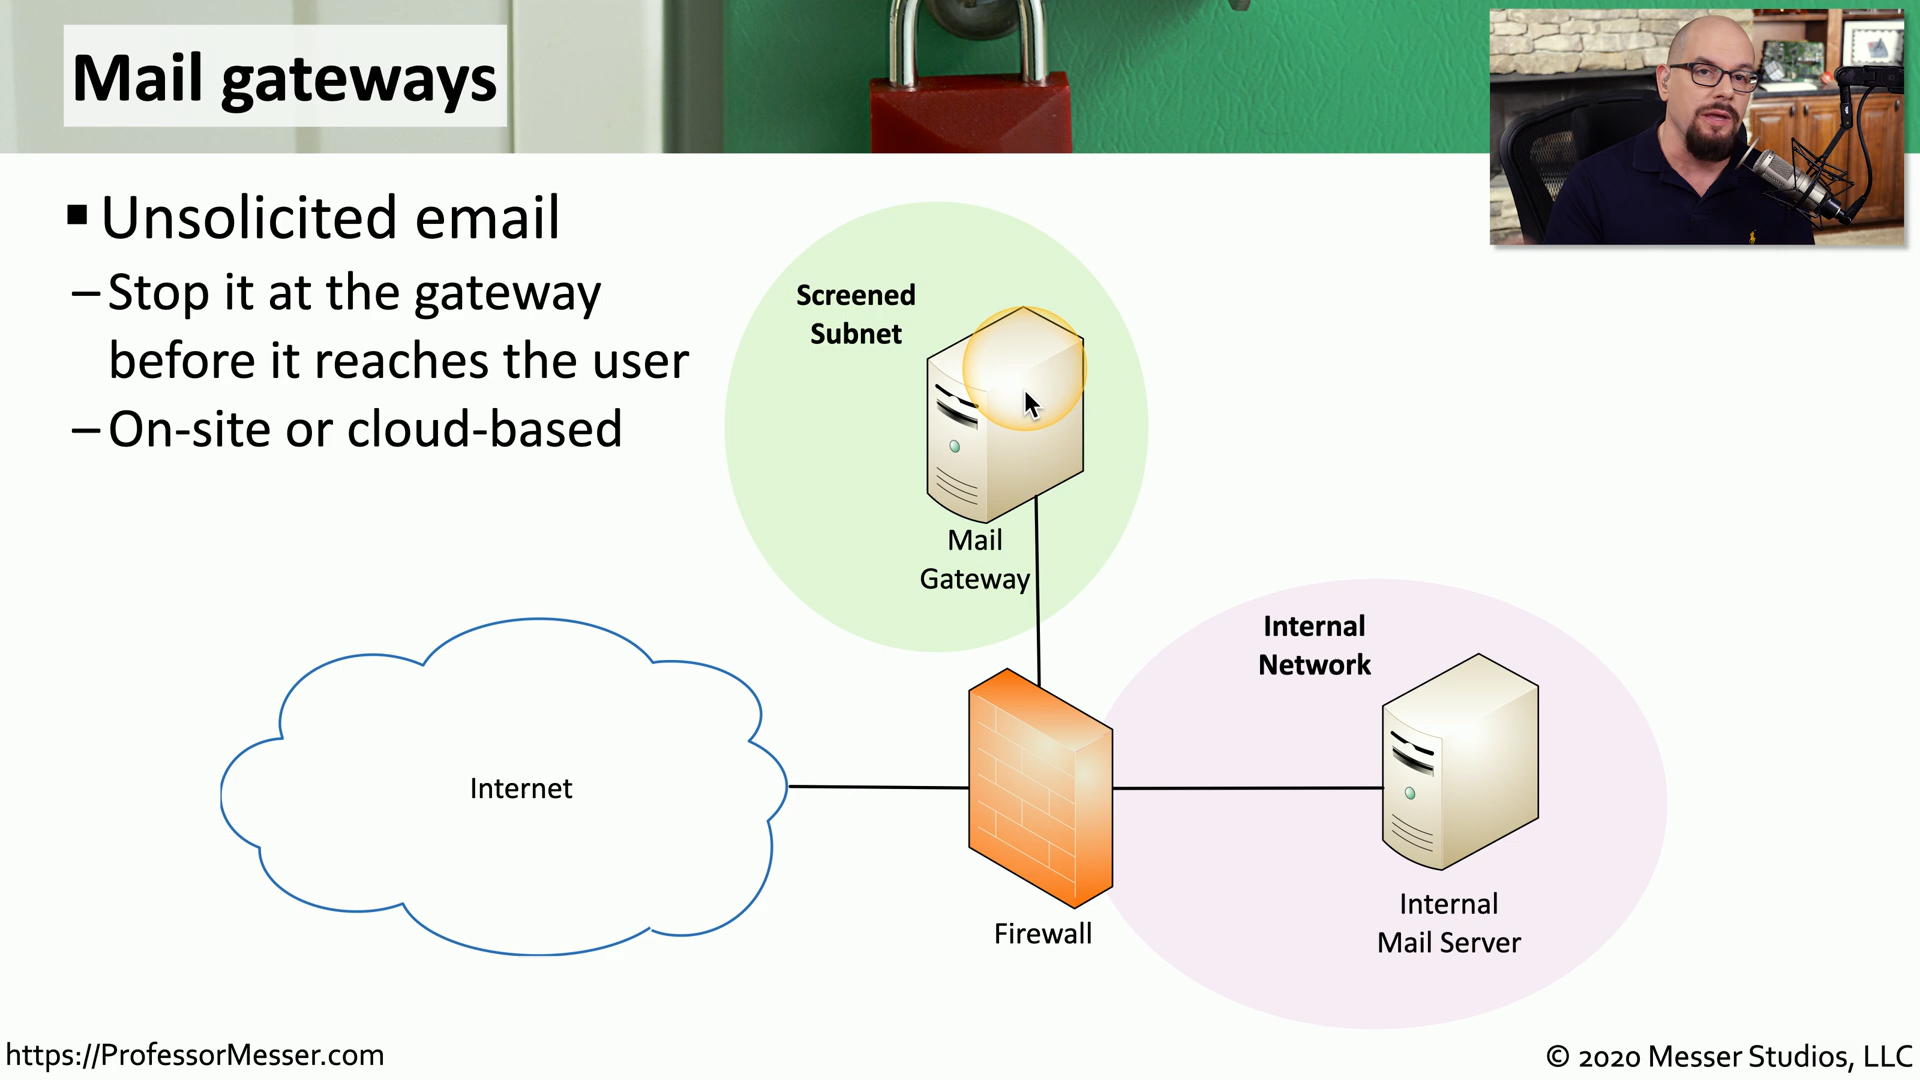 Mail gateways
▪ Unsolicited email
– Stop it at the gateway
before it reaches the user
– On-site or cloud-based
Screened
Subnet
Mail
Gateway
Internal
Network
Internet
Firewall
Internal
Mail Server
https://ProfessorMesser.com
© 2020 Messer Studios, LLC